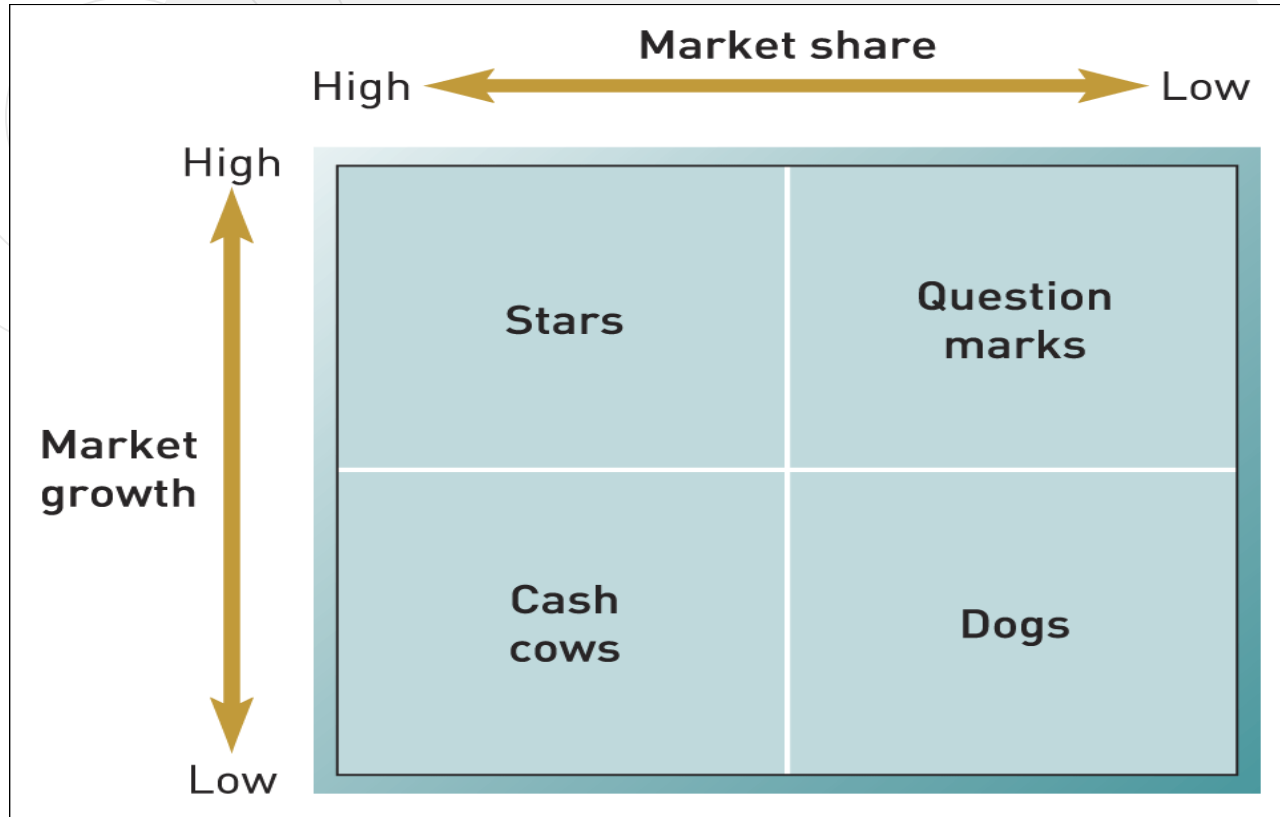 Market share
High
Low
High
Stars
Question
marks
Market
growth
Cash
cows
Dogs
Low